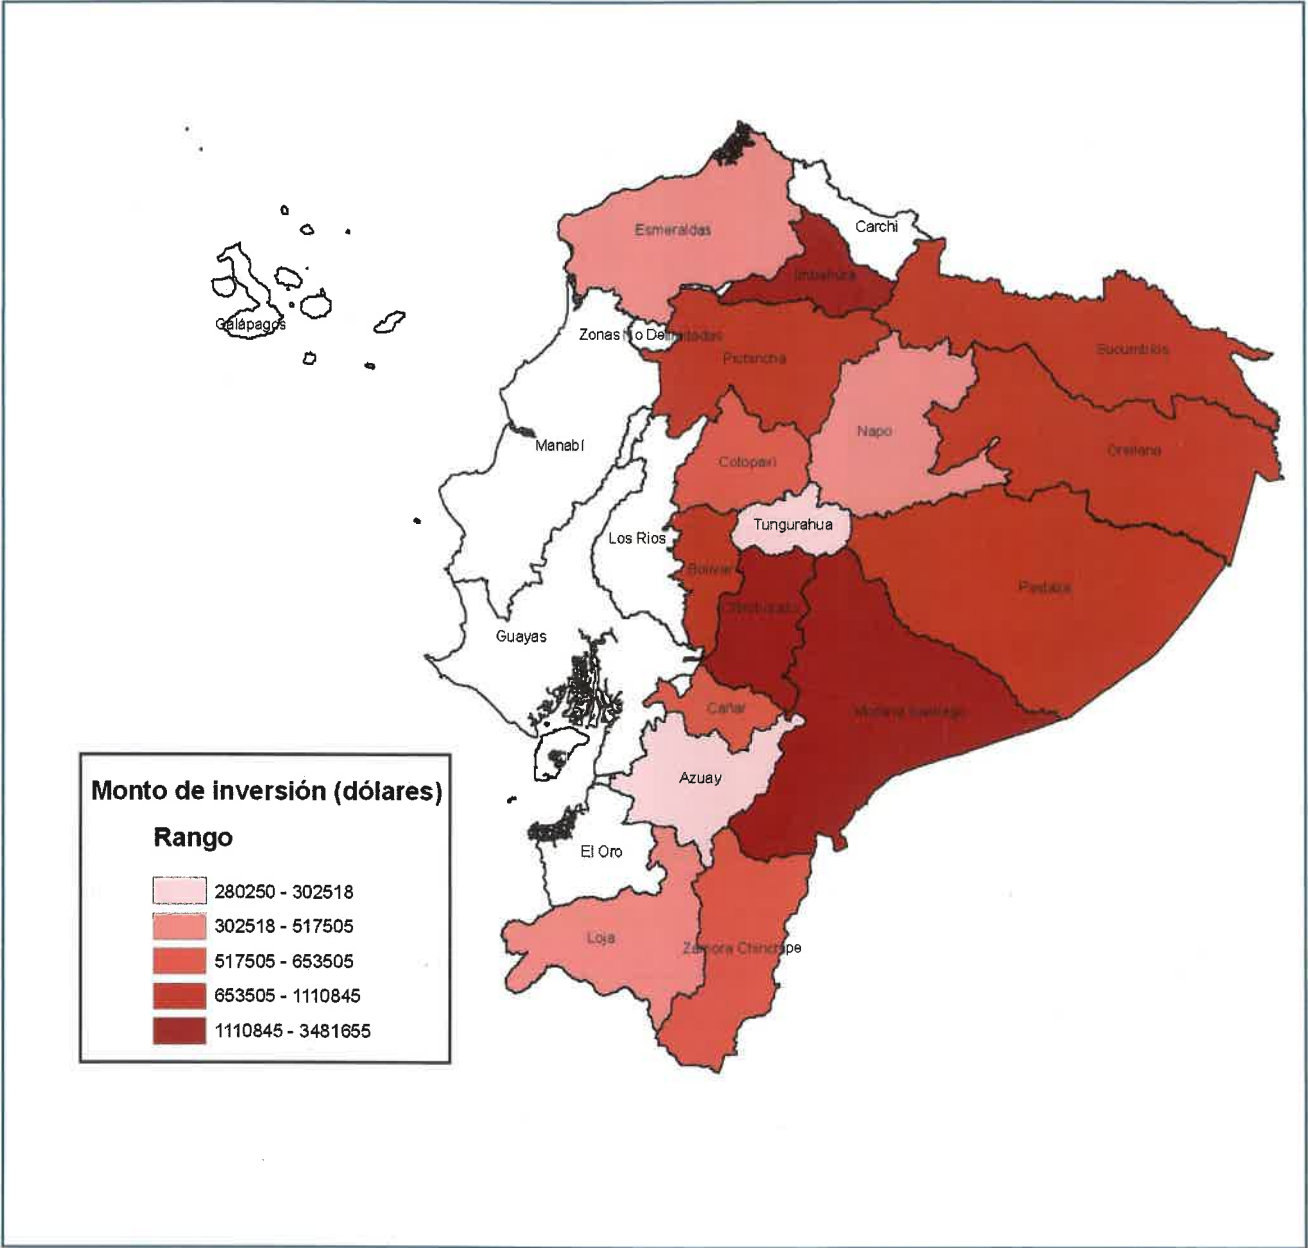 Esmeraldas
Carchi
Imbabura
Galápagos
Zonas No Delimitadas
Pichincha
Sucumbíos
Manabí
Napo
Cotopaxi
Orellana
Tungurahua
Los Rios
Bolívar
Pastaza
Chimborazo
Guayas
Cañar
Morona Santiago
Azuay
Monto de inversión (dólares)
Rango
El Oro
280250 - 302518
302518 - 517505
Loja
Zamora Chinchipe
517505 - 653505
653505 - 1110845
1110845 - 3481655